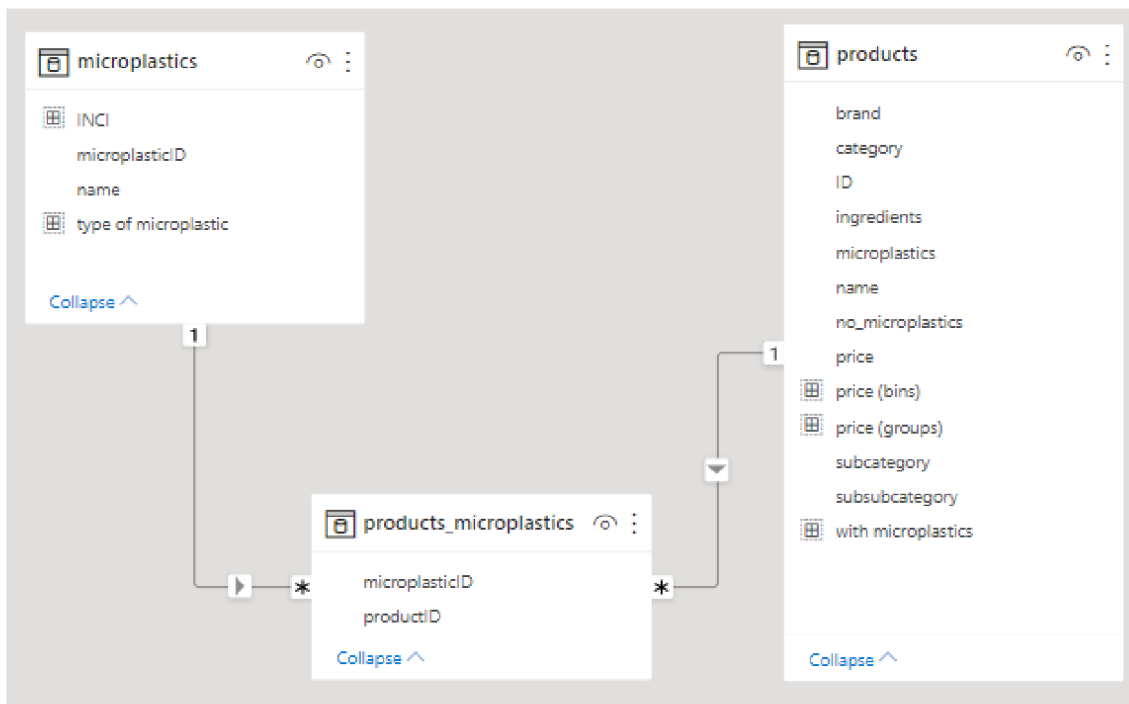 microplastics
INCI
microplasticID
name
type of microplastic
Collapse
1
products
brand
category
ID
ingredients
microplastics
name
no_microplastics
price
price (bins)
price (groups)
subcategory
subsubcategory
with microplastics
Collapse
1
products_microplastics
microplasticID
productID
Collapse
*
*